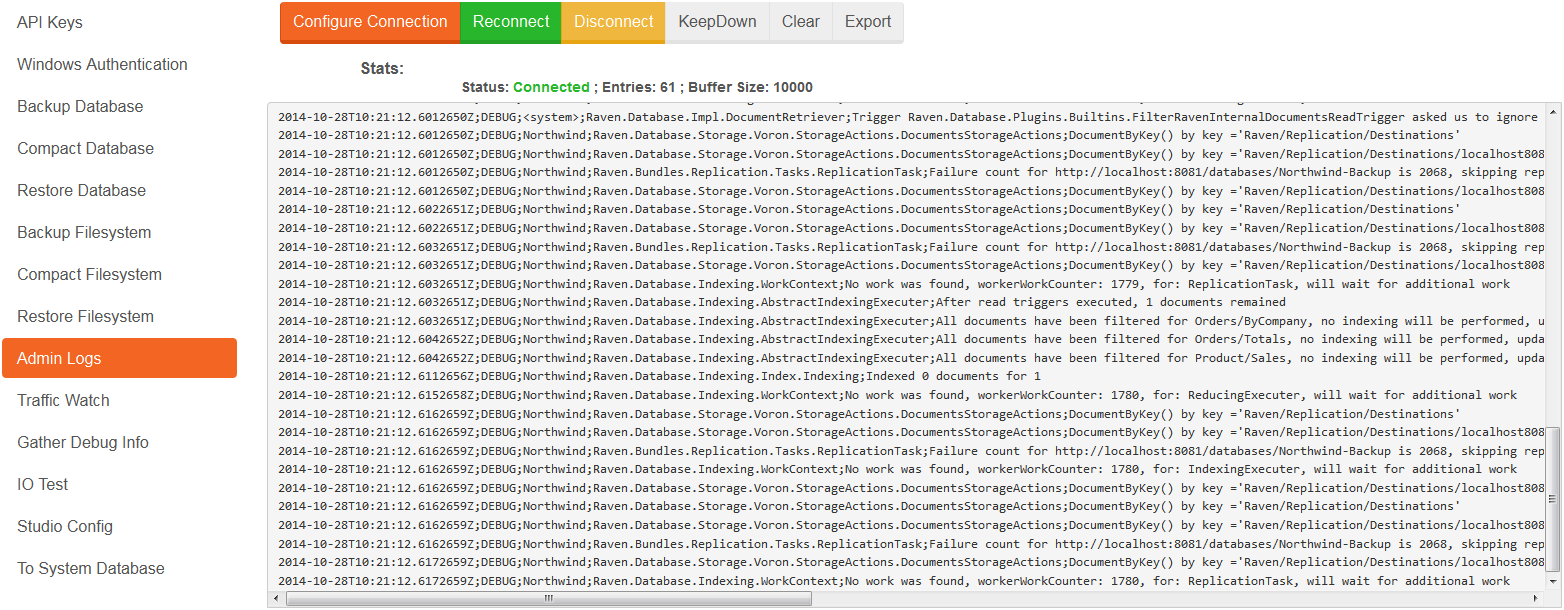 API Keys
Windows Authentication
Backup Database
Compact Database
Restore Database
Backup Filesystem
Compact Filesystem
Restore Filesystem
Admin Logs
Traffic Watch
Gather Debug Info
IO Test
Studio Config
To System Database
Configure Connection Reconnect Disconnect KeepDown Clear Export
Stats:
Status: Connected ; Entries: 61 ; Buffer Size: 10000
2014-10-28T10:21:12.6012650Z;DEBUG;<system>;Raven.Database.Impl.DocumentRetriever;Trigger Raven.Database.Plugins.Builtins.FilterRavenInternalDocumentsReadTrigger asked us to ignore
2014-10-28T10:21:12.6012650Z;DEBUG;Northwind;Raven.Database.Storage.Voron.StorageActions.DocumentsStorageActions;DocumentByKey() by key ='Raven/Replication/Destinations'
2014-10-28T10:21:12.6012650Z;DEBUG;Northwind;Raven.Database.Storage.Voron.StorageActions.DocumentsStorageActions;DocumentByKey() by key ='Raven/Replication/Destinations/localhost808
2014-10-28T10:21:12.6012650Z;DEBUG;Northwind;Raven.Bundles.Replication.Tasks.ReplicationTask;Failure count for http://localhost:8081/databases/Northwind-Backup is 2068, skipping rep
2014-10-28T10:21:12.6012650Z;DEBUG;Northwind;Raven.Database.Storage.Voron.StorageActions.DocumentsStorageActions;DocumentByKey() by key ='Raven/Replication/Destinations/localhost808
2014-10-28T10:21:12.6022651Z;DEBUG;Northwind;Raven.Database.Storage.Voron.StorageActions.DocumentsStorageActions;DocumentByKey() by key ='Raven/Replication/Destinations'
2014-10-28T10:21:12.6022651Z;DEBUG;Northwind;Raven.Database.Storage.Voron.StorageActions.DocumentsStorageActions;DocumentByKey() by key ='Raven/Replication/Destinations/localhost808
2014-10-28T10:21:12.6032651Z;DEBUG;Northwind;Raven.Bundles.Replication.Tasks.ReplicationTask;Failure count for http://localhost:8081/databases/Northwind-Backup is 2068, skipping rep
2014-10-28T10:21:12.6032651Z;DEBUG;Northwind;Raven.Database.Storage.Voron.StorageActions.DocumentsStorageActions;DocumentByKey() by key ='Raven/Replication/Destinations/localhost808
2014-10-28T10:21:12.6032651Z;DEBUG;Northwind;Raven.Database.Indexing.WorkContext;No work was found, workerWorkCounter: 1779, for: ReplicationTask, will wait for additional work
2014-10-28T10:21:12.6032651Z;DEBUG;Northwind;Raven.Database.Indexing.AbstractIndexingExecuter;After read triggers executed, 1 documents remained
2014-10-28T10:21:12.6032651Z;DEBUG;Northwind;Raven.Database.Indexing.AbstractIndexingExecuter;All documents have been filtered for Orders/ByCompany, no indexing will be performed, u
2014-10-28T10:21:12.6042652Z;DEBUG;Northwind;Raven.Database.Indexing.AbstractIndexingExecuter;All documents have been filtered for Orders/Totals, no indexing will be performed, upda
2014-10-28T10:21:12.6042652Z;DEBUG;Northwind;Raven.Database.Indexing.AbstractIndexingExecuter;All documents have been filtered for Product/Sales, no indexing will be performed, upda
2014-10-28T10:21:12.6112656Z;DEBUG;Northwind;Raven.Database.Indexing.Index.Indexing;Indexed 0 documents for 1
2014-10-28T10:21:12.6152658Z;DEBUG;Northwind;Raven.Database.Indexing.WorkContext;No work was found, workerWorkCounter: 1780, for: ReducingExecuter, will wait for additional work
2014-10-28T10:21:12.6162659Z;DEBUG;Northwind;Raven.Database.Storage.Voron.StorageActions.DocumentsStorageActions;DocumentByKey() by key ='Raven/Replication/Destinations'
2014-10-28T10:21:12.6162659Z;DEBUG;Northwind;Raven.Database.Storage.Voron.StorageActions.DocumentsStorageActions;DocumentByKey() by key ='Raven/Replication/Destinations/localhost808
2014-10-28T10:21:12.6162659Z;DEBUG;Northwind;Raven.Bundles.Replication.Tasks.ReplicationTask;Failure count for http://localhost:8081/databases/Northwind-Backup is 2068, skipping rep
2014-10-28T10:21:12.6162659Z;DEBUG;Northwind;Raven.Database.Indexing.WorkContext;No work was found, workerWorkCounter: 1780, for: IndexingExecuter, will wait for additional work
2014-10-28T10:21:12.6162659Z;DEBUG;Northwind;Raven.Database.Storage.Voron.StorageActions.DocumentsStorageActions;DocumentByKey() by key ='Raven/Replication/Destinations/localhost808
2014-10-28T10:21:12.6162659Z;DEBUG;Northwind;Raven.Database.Storage.Voron.StorageActions.DocumentsStorageActions;DocumentByKey() by key ='Raven/Replication/Destinations'
2014-10-28T10:21:12.6162659Z;DEBUG;Northwind;Raven.Database.Storage.Voron.StorageActions.DocumentsStorageActions;DocumentByKey() by key ='Raven/Replication/Destinations/localhost808
2014-10-28T10:21:12.6162659Z;DEBUG;Northwind;Raven.Bundles.Replication.Tasks.ReplicationTask;Failure count for http://localhost:8081/databases/Northwind-Backup is 2068, skipping rep
2014-10-28T10:21:12.6172659Z;DEBUG;Northwind;Raven.Database.Storage.Voron.StorageActions.DocumentsStorageActions;DocumentByKey() by key ='Raven/Replication/Destinations/localhost808
2014-10-28T10:21:12.6172659Z;DEBUG;Northwind;Raven.Database.Indexing.WorkContext;No work was found, workerWorkCounter: 1780, for: ReplicationTask, will wait for additional work